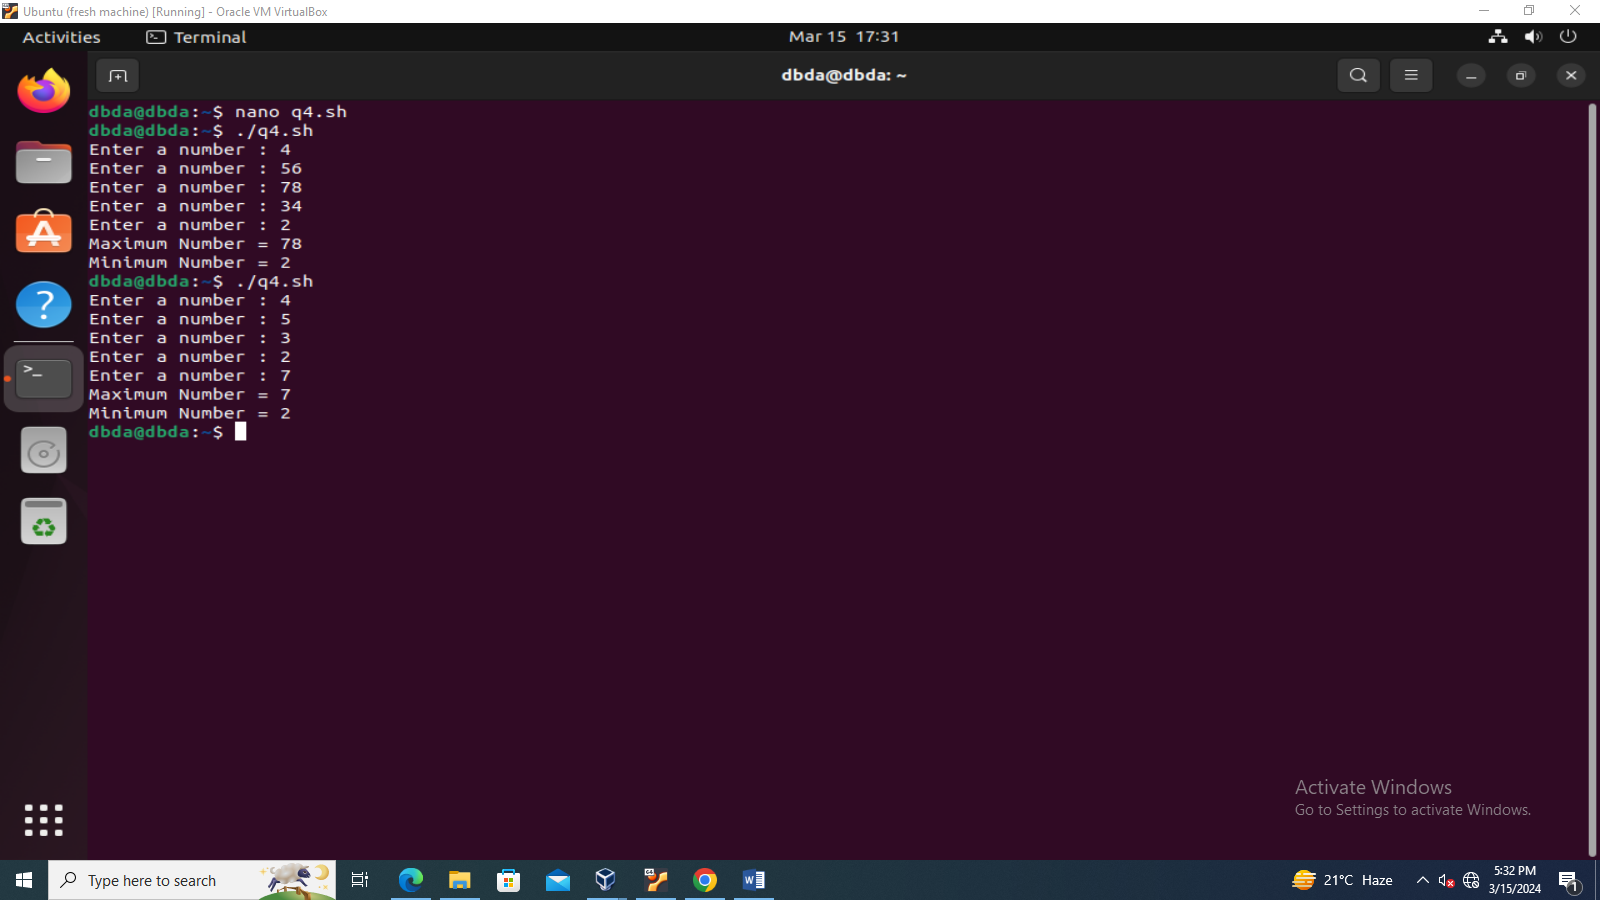 Ubuntu (fresh machine) [Running] - Oracle VM VirtualBox
Activities Terminal Mar 15 17:31
dbda@dbda: ~
dbda@dbda:~$ nano q4.sh
dbda@dbda:~$ ./q4.sh
Enter a number : 4
Enter a number : 56
Enter a number : 78
Enter a number : 34
Enter a number : 2
Maximum Number = 78
Minimum Number = 2
dbda@dbda:~$ ./q4.sh
Enter a number : 4
Enter a number : 5
Enter a number : 3
Enter a number : 2
Enter a number : 7
Maximum Number = 7
Minimum Number = 2
dbda@dbda:~$
Activate Windows
Go to Settings to activate Windows.
Type here to search
21°C Haze
5:32 PM
3/15/2024
1